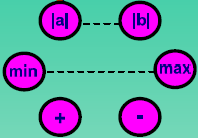 |a| |b|
min max
+ -